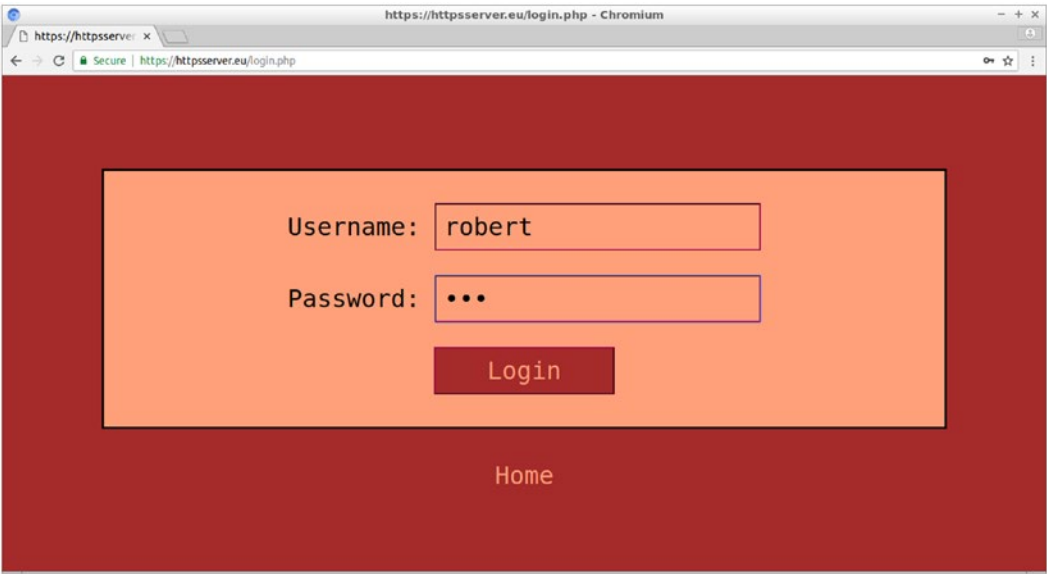 https://httpsserver.eu/login.php - Chromium
https://httpsserver
Secure | https://httpsserver.eu/login.php
Username: robert
Password: •••
Login
Home